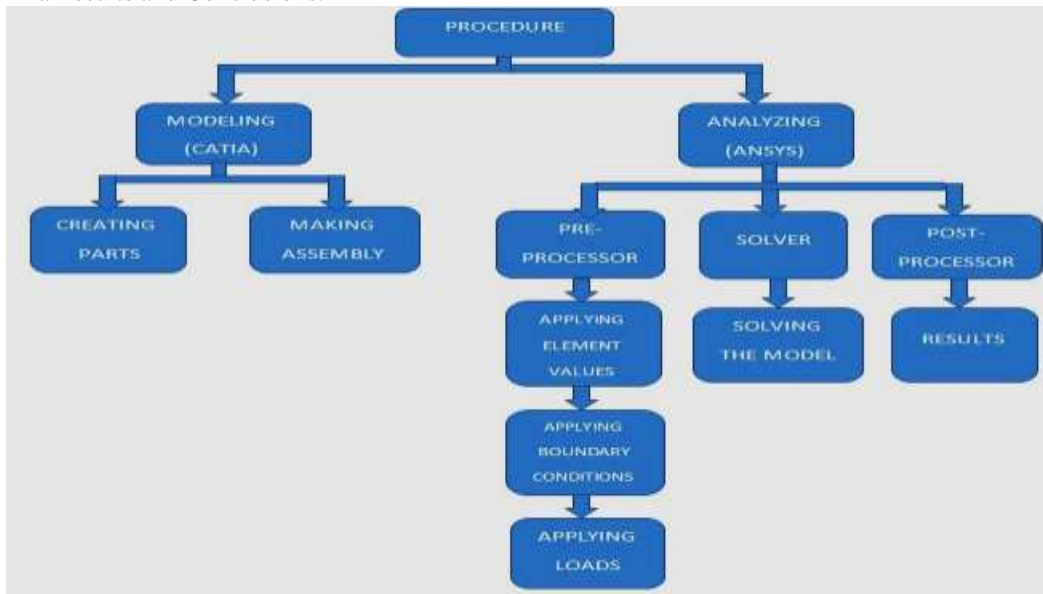 PROCEDURE
MODELING
(CATIA)
ANALYZING
(ANSYS)
CREATING
PARTS
MAKING
ASSEMBLY
PRE-
PROCESSOR
SOLVER
POST-
PROCESSOR
APPLYING
ELEMENT
VALUES
SOLVING
THE MODEL
RESULTS
APPLYING
BOUNDARY
CONDITIONS
APPLYING
LOADS